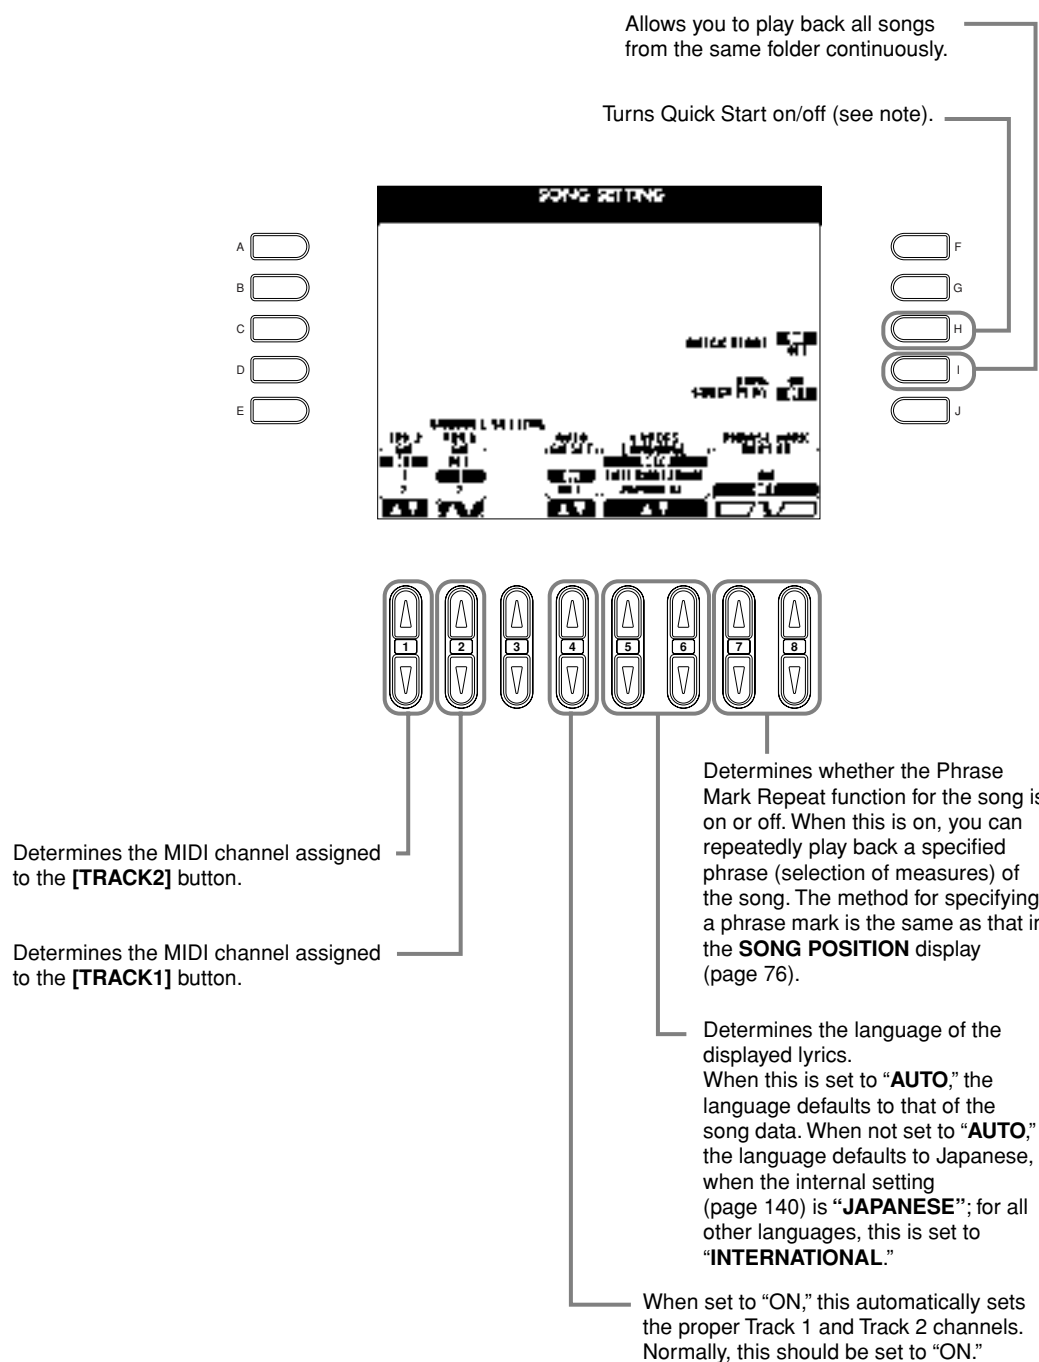 Allows you to play back all songs
from the same folder continuously.
Turns Quick Start on/off (see note).
SONG SETTING
A
B
C
D
E
F
G
H
I
J
1
2
3
4
5
6
7
8
Determines the MIDI channel assigned
to the [TRACK2] button.
Determines the MIDI channel assigned
to the [TRACK1] button.
Determines whether the Phrase
Mark Repeat function for the song is
on or off. When this is on, you can
repeatedly play back a specified
phrase (selection of measures) of
the song. The method for specifying
a phrase mark is the same as that in
the SONG POSITION display
(page 76).
Determines the language of the
displayed lyrics.
When this is set to “AUTO,” the
language defaults to that of the
song data. When not set to “AUTO,”
the language defaults to Japanese,
when the internal setting
(page 140) is “JAPANESE”; for all
other languages, this is set to
“INTERNATIONAL.”
When set to “ON,” this automatically sets
the proper Track 1 and Track 2 channels.
Normally, this should be set to “ON.”